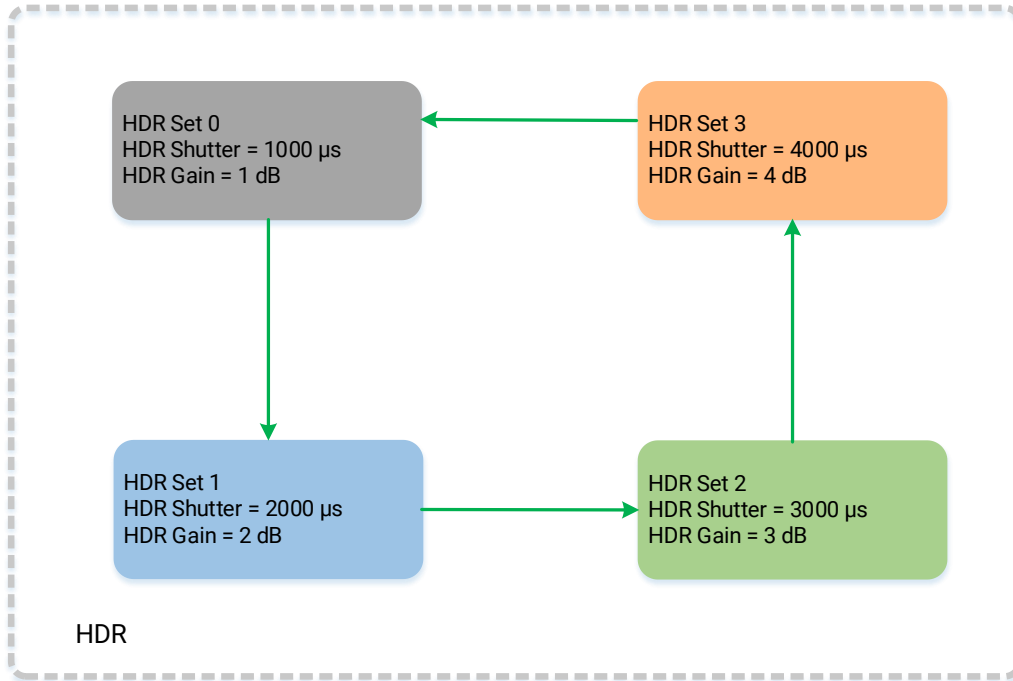 HDR Set 0
HDR Shutter = 1000 µs
HDR Gain = 1 dB
HDR Set 3
HDR Shutter = 4000 µs
HDR Gain = 4 dB
HDR Set 1
HDR Shutter = 2000 µs
HDR Gain = 2 dB
HDR Set 2
HDR Shutter = 3000 µs
HDR Gain = 3 dB
HDR